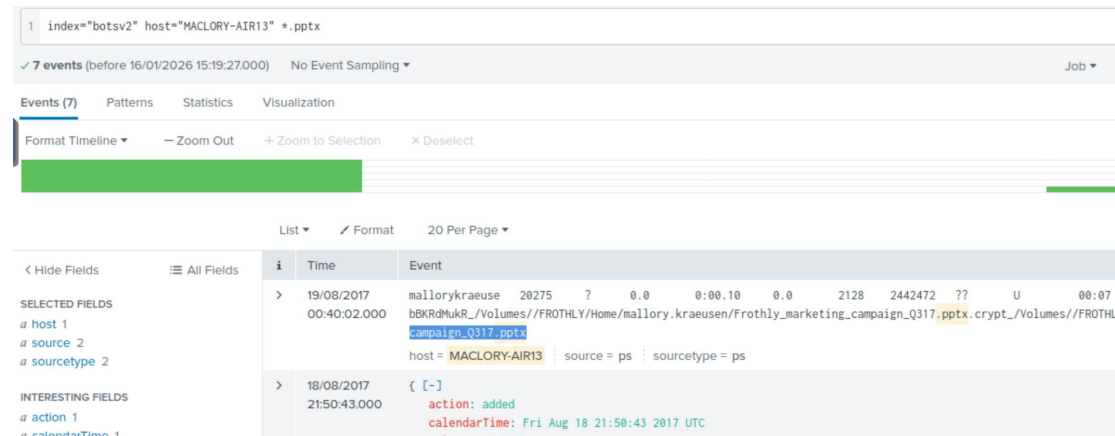 1 index="botsv2" host="MACLORY-AIR13" *.pptx
✓ 7 events (before 16/01/2026 15:19:27.000) No Event Sampling ▾ Job ▾
Events (7) Patterns Statistics Visualization
Format Timeline ▾ — Zoom Out + Zoom to Selection × Deselect
List ▾ Format 20 Per Page ▾
< Hide Fields All Fields i Time Event
SELECTED FIELDS
a host 1
a source 2
a sourcetype 2
INTERESTING FIELDS
a action 1
a calendarTime 1
> 19/08/2017 00:40:02.000
mallorykraeuse 20275 ? 0.0 0:00.10 0.0 2128 2442472 ?? U 00:07
bBKRdMukR_/Volumes//FROTHLY/Home/mallory.kraeusen/Frothly_marketing_campaign_Q317.pptx.crypt_/Volumes//FROTHL
campaign_Q317.pptx
host = MACLORY-AIR13 source = ps sourcetype = ps
> 18/08/2017 21:50:43.000
{ [-]
action: added
calendarTime: Fri Aug 18 21:50:43 2017 UTC